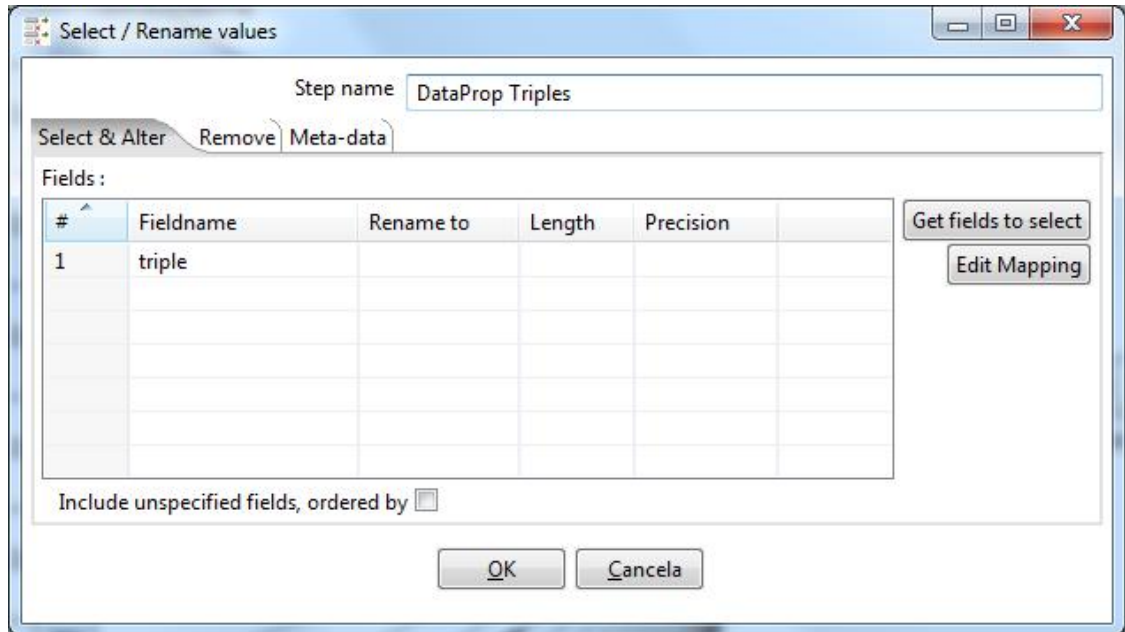 Select / Rename values
Step name DataProp Triples
Select & Alter Remove Meta-data
Fields :
# Fieldname Rename to Length Precision Get fields to select
1 triple Edit Mapping
Include unspecified fields, ordered by
OK Cancela